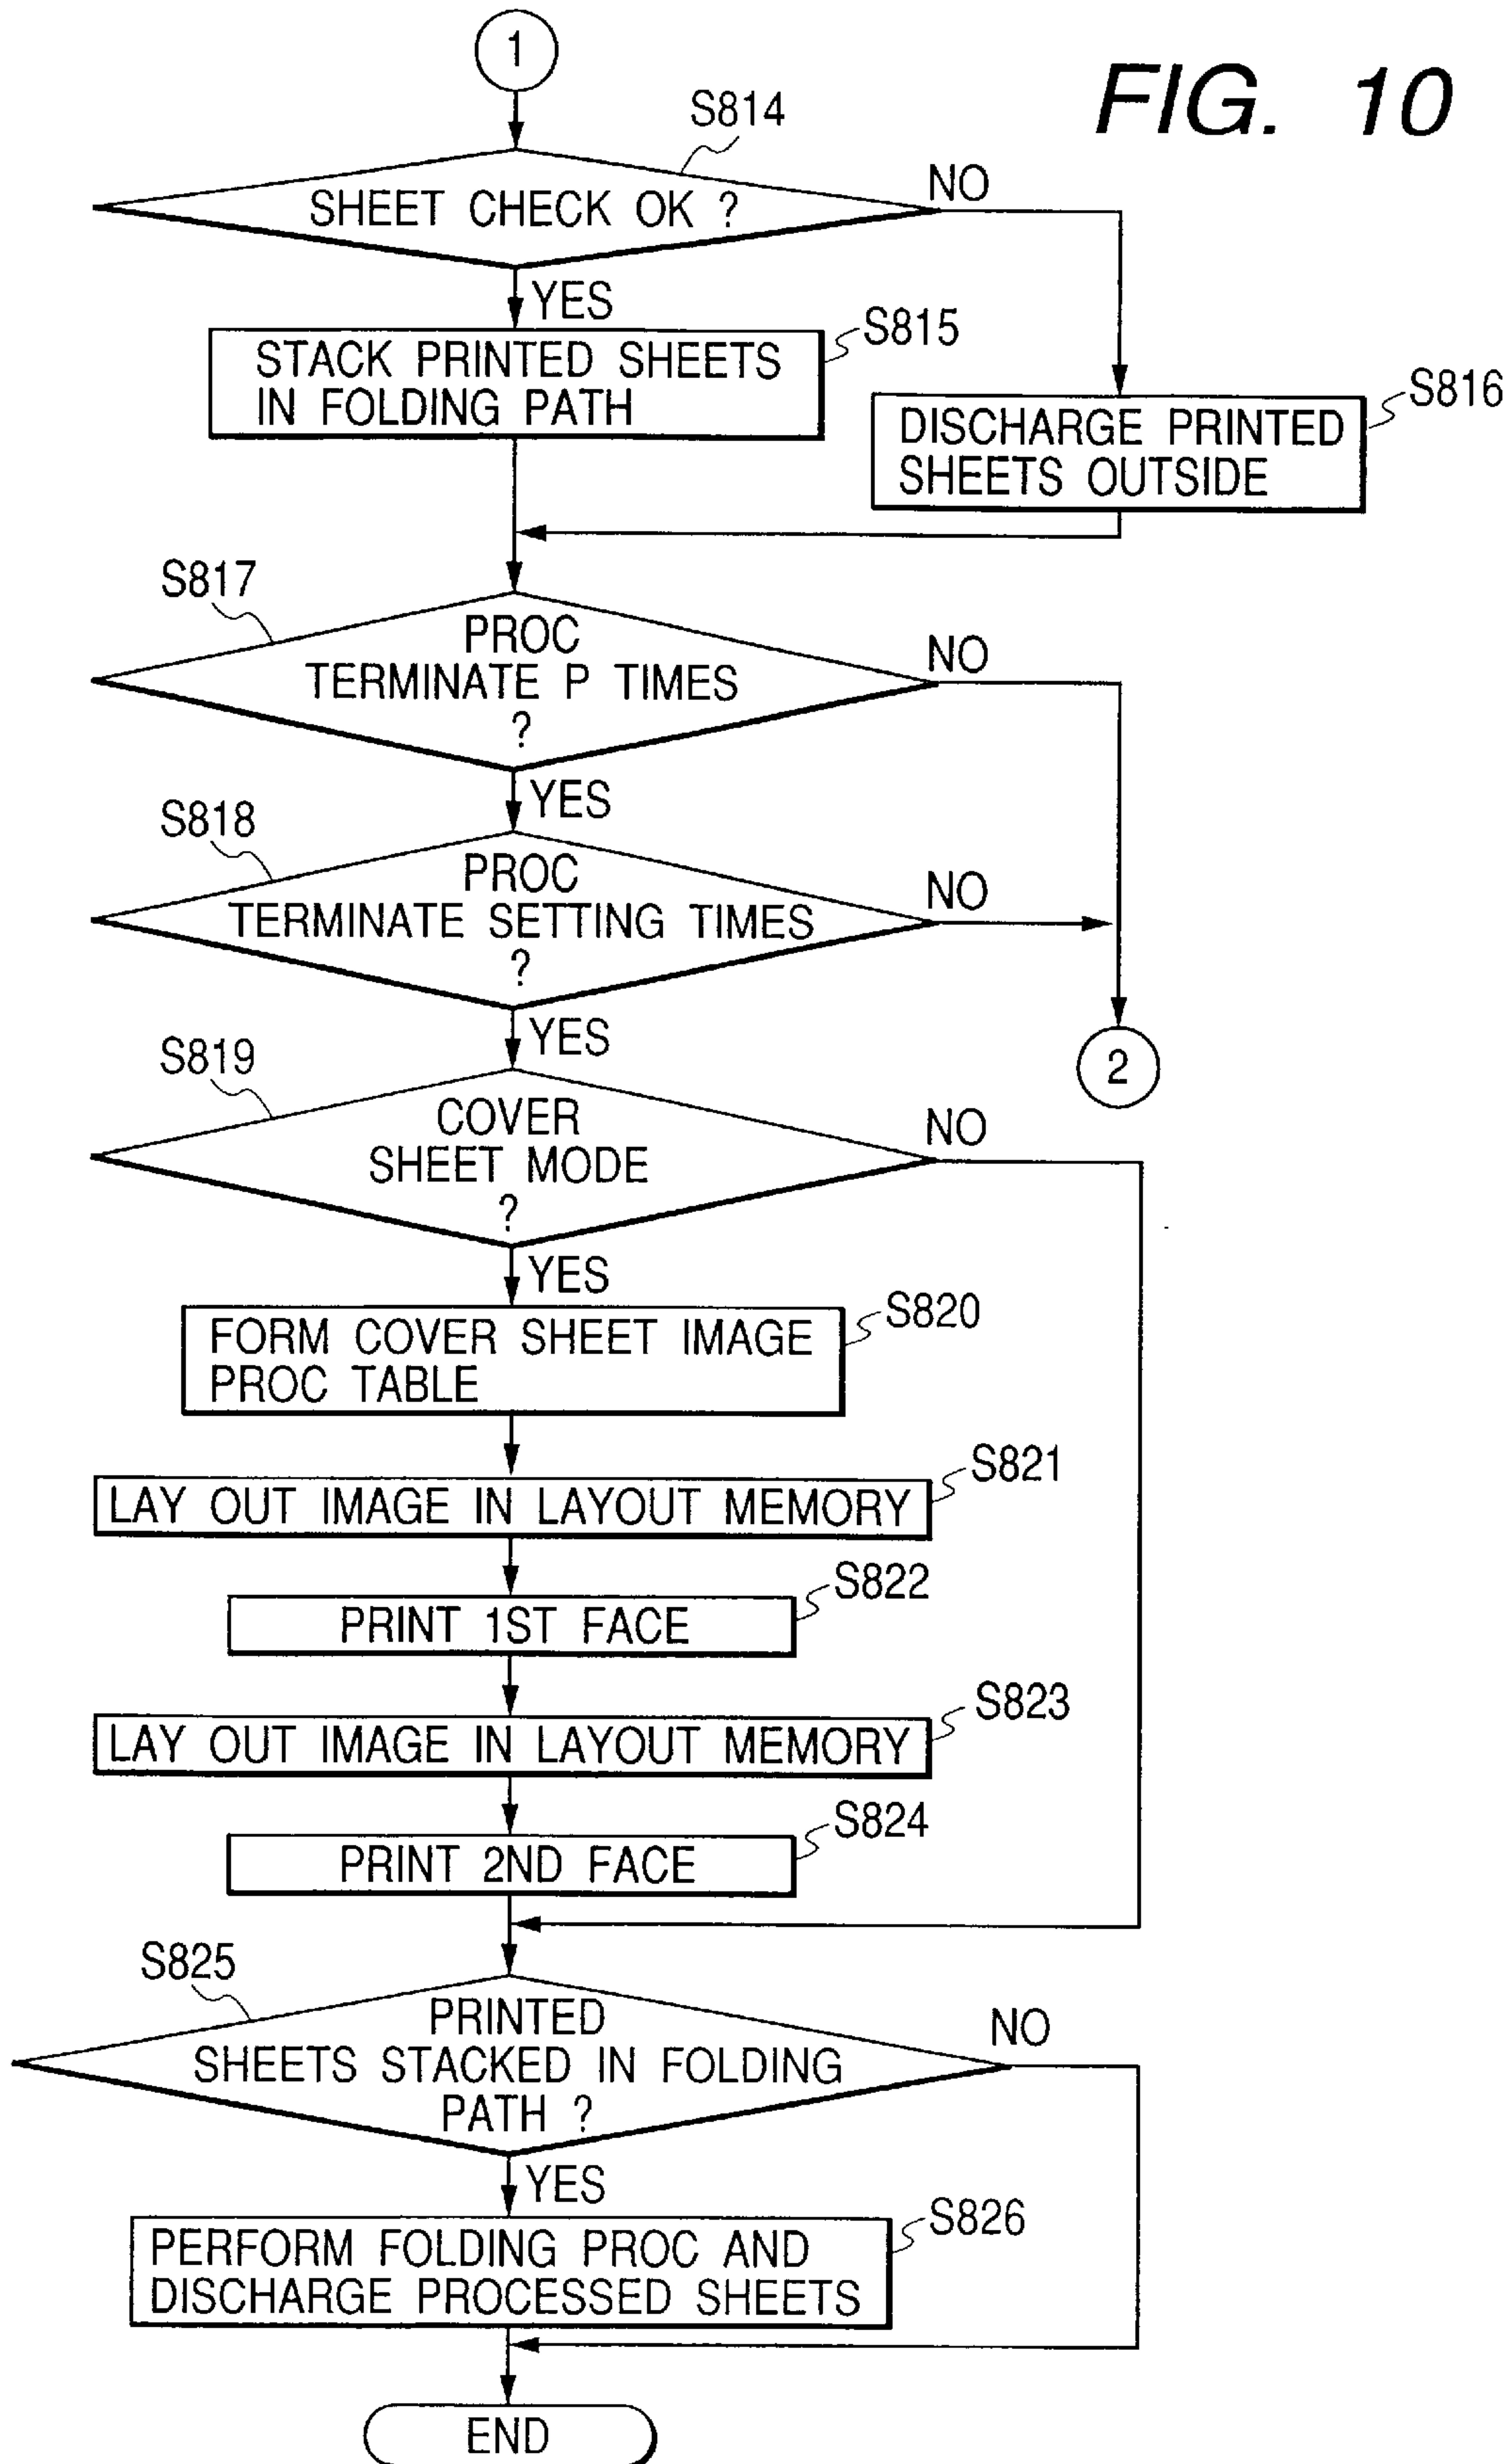 1
FIG. 10
S814
SHEET CHECK OK ?
NO
YES
S815
STACK PRINTED SHEETS
IN FOLDING PATH
S816
DISCHARGE PRINTED
SHEETS OUTSIDE
S817
PROC
TERMINATE P TIMES
?
NO
YES
S818
PROC
TERMINATE SETTING TIMES
?
NO
YES
2
S819
COVER
SHEET MODE
?
NO
YES
S820
FORM COVER SHEET IMAGE
PROC TABLE
S821
LAY OUT IMAGE IN LAYOUT MEMORY
S822
PRINT 1ST FACE
S823
LAY OUT IMAGE IN LAYOUT MEMORY
S824
PRINT 2ND FACE
S825
PRINTED
SHEETS STACKED IN FOLDING
PATH ?
NO
YES
S826
PERFORM FOLDING PROC AND
DISCHARGE PROCESSED SHEETS
END